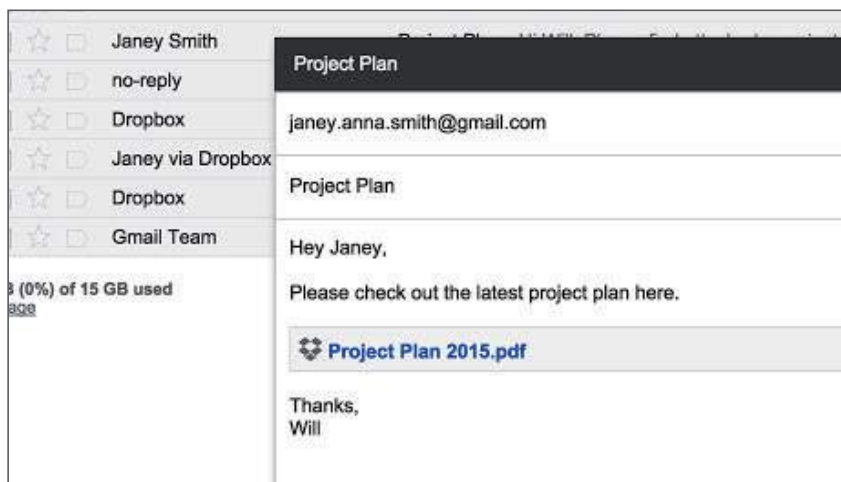 Janey Smith
no-reply
Dropbox
Janey via Dropbox
Dropbox
Gmail Team
(0%) of 15 GB used
Project Plan
janey.anna.smith@gmail.com
Project Plan
Hey Janey,
Please check out the latest project plan here.
Project Plan 2015.pdf
Thanks,
Will